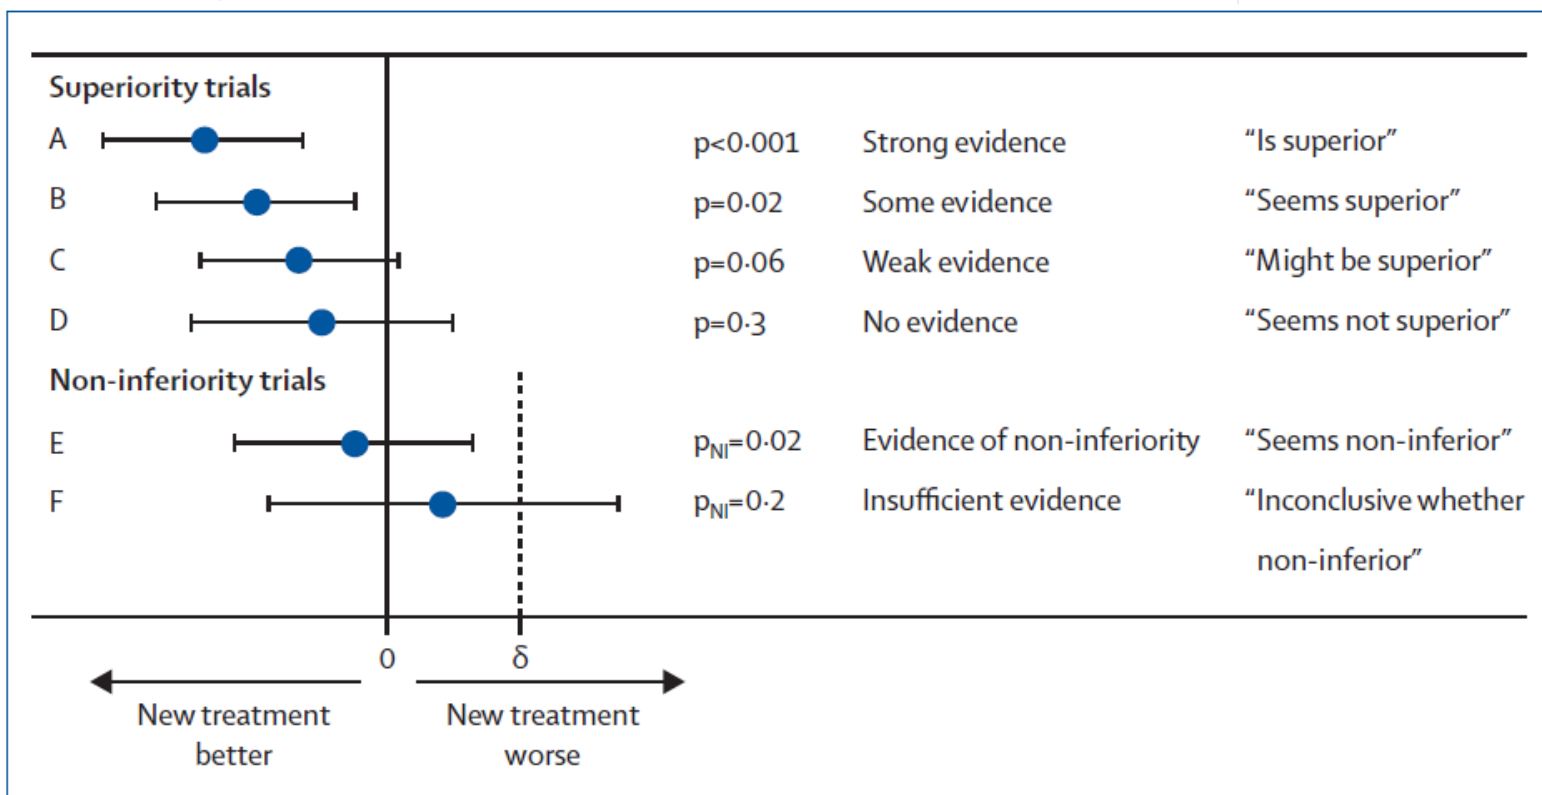 Superiority trials
A p<0·001 Strong evidence “Is superior”
B p=0·02 Some evidence “Seems superior”
C p=0·06 Weak evidence “Might be superior”
D p=0·3 No evidence “Seems not superior”
Non-inferiority trials
E pNI=0·02 Evidence of non-inferiority “Seems non-inferior”
F pNI=0·2 Insufficient evidence “Inconclusive whether
non-inferior”
0 δ
New treatment New treatment
better worse